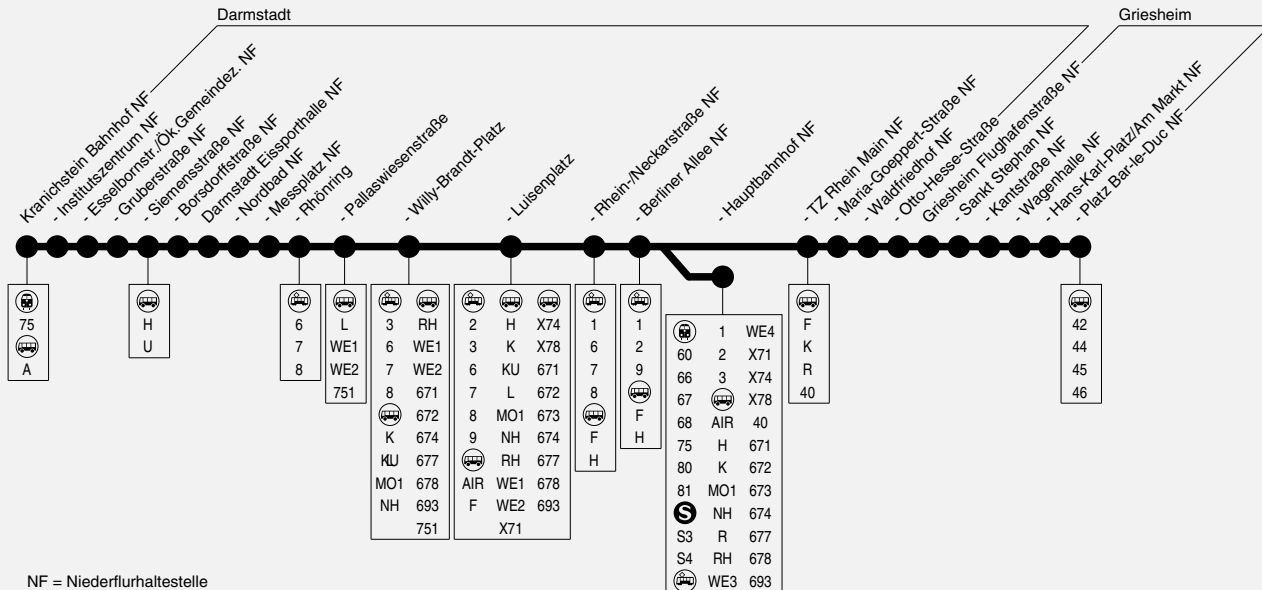 Darmstadt
Griesheim
Kranichstein Bahnhof NF
- Institutszentrum NF
- Esselbornstr./Ök.Gemeindez. NF
- Gruberstraße NF
- Siemensstraße NF
- Borsdorffstraße NF
Darmstadt Eissporthalle NF
- Nordbad NF
- Messplatz NF
- Rhönring
- Pallaswiesenstraße
- Willy-Brandt-Platz
- Luisenplatz
- Rhein-/Neckarstraße NF
- Berliner Allee NF
- Hauptbahnhof NF
- TZ Rhein Main NF
- Maria-Goeppert-Straße NF
- Waldfriedhof NF
- Otto-Hesse-Straße
Griesheim Flughafenstraße NF
- Sankt Stephan NF
- Kantstraße NF
- Wagenhalle NF
- Hans-Karl-Platz/Am Markt NF
- Platz Bar-le-Duc NF
75
A
H
U
6
7
8
L
WE1
WE2
751
3 RH
6 WE1
7 WE2
8 671
672
K 674
KU 677
MO1 678
NH 693
751
2 H X74
3 K X78
6 KU 671
7 L 672
8 MO1 673
9 NH 674
RH 677
AIR WE1 678
F WE2 693
X71
1
6
7
8
F
H
1
2
9
F
H
1 WE4
60 2 X71
66 3 X74
67 X78
68 AIR 40
75 H 671
80 K 672
81 MO1 673
S NH 674
S3 R 677
S4 RH 678
WE3 693
F
K
R
40
42
44
45
46
NF = Niederflurhaltestelle